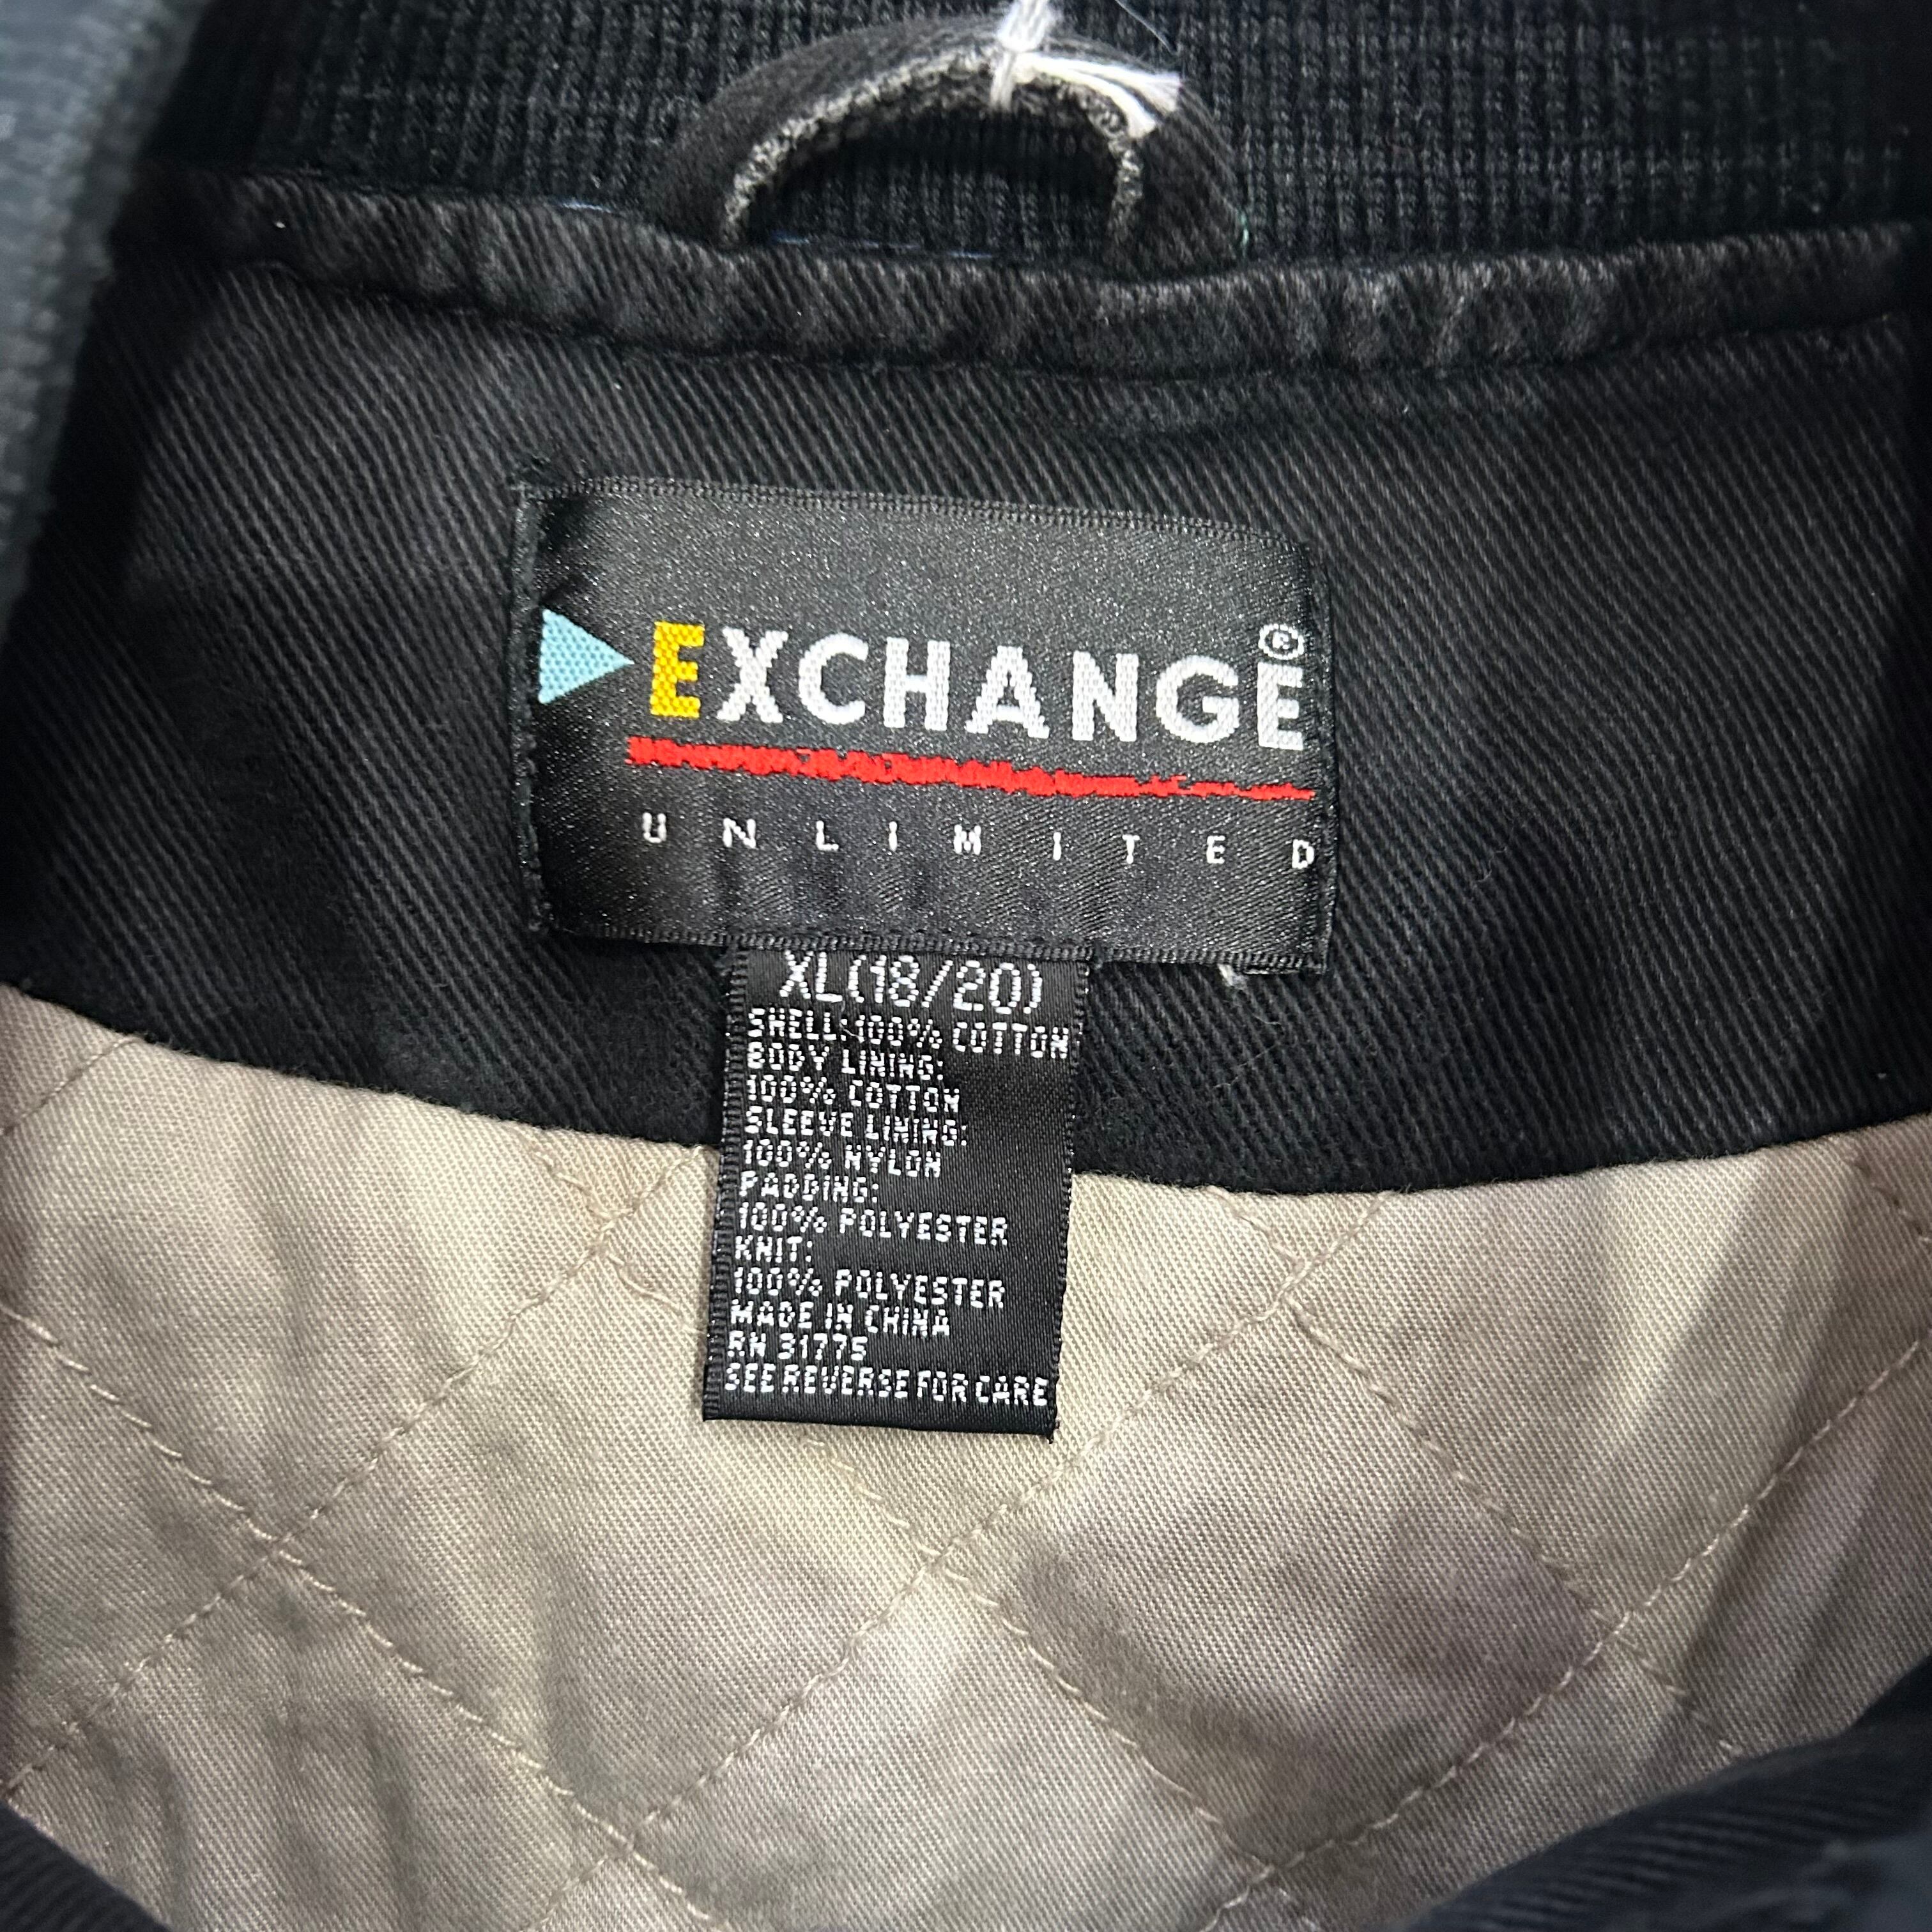 EXCHANGE®
UNLIMITED
XL(18/20)
SHELL:100% COTTON
BODY LINING:
100% COTTON
SLEEVE LINING:
100% NYLON
PADDING:
100% POLYESTER
KNIT:
100% POLYESTER
MADE IN CHINA
RN 31775
SEE REVERSE FOR CARE